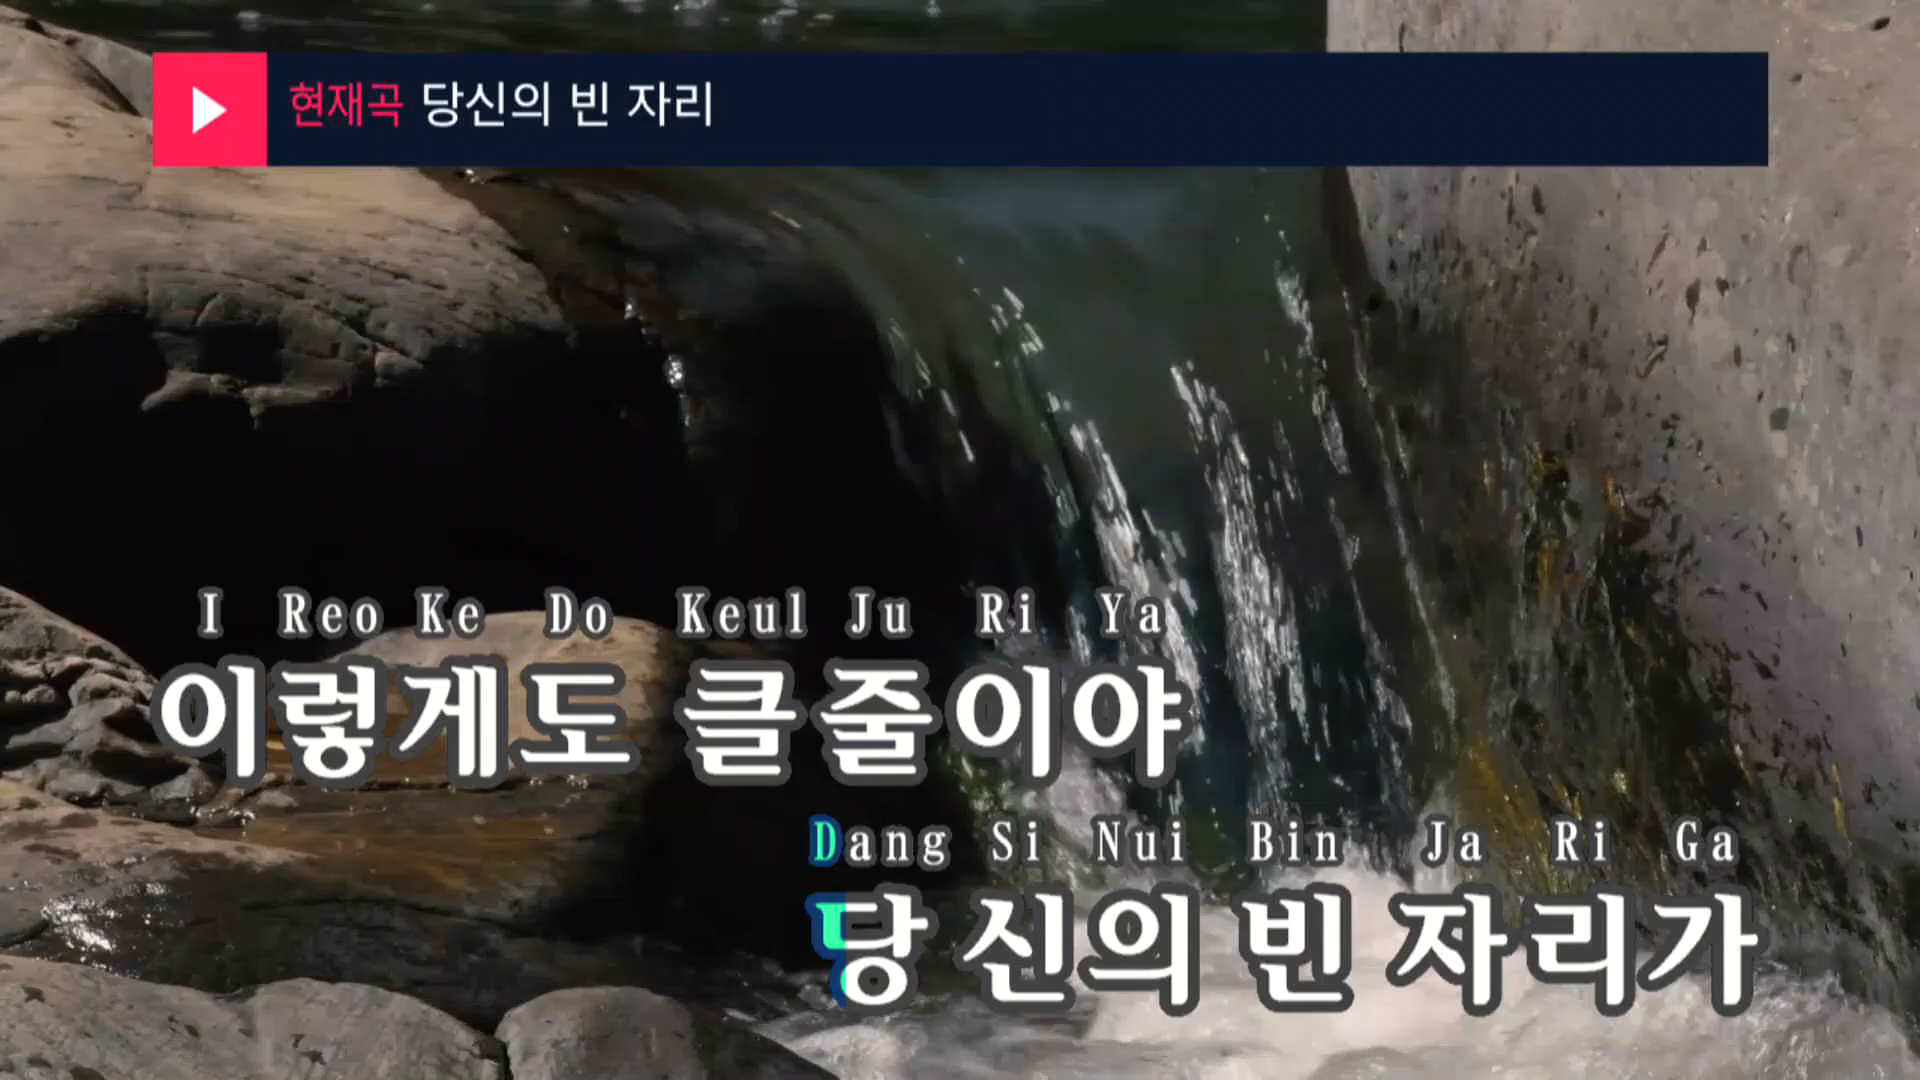 현재곡 당신의 빈 자리
I Reo Ke Do Keul Ju Ri Ya
이렇게도 클줄이야
Dang Si Nui Bin Ja Ri Ga
당신의 빈 자리가